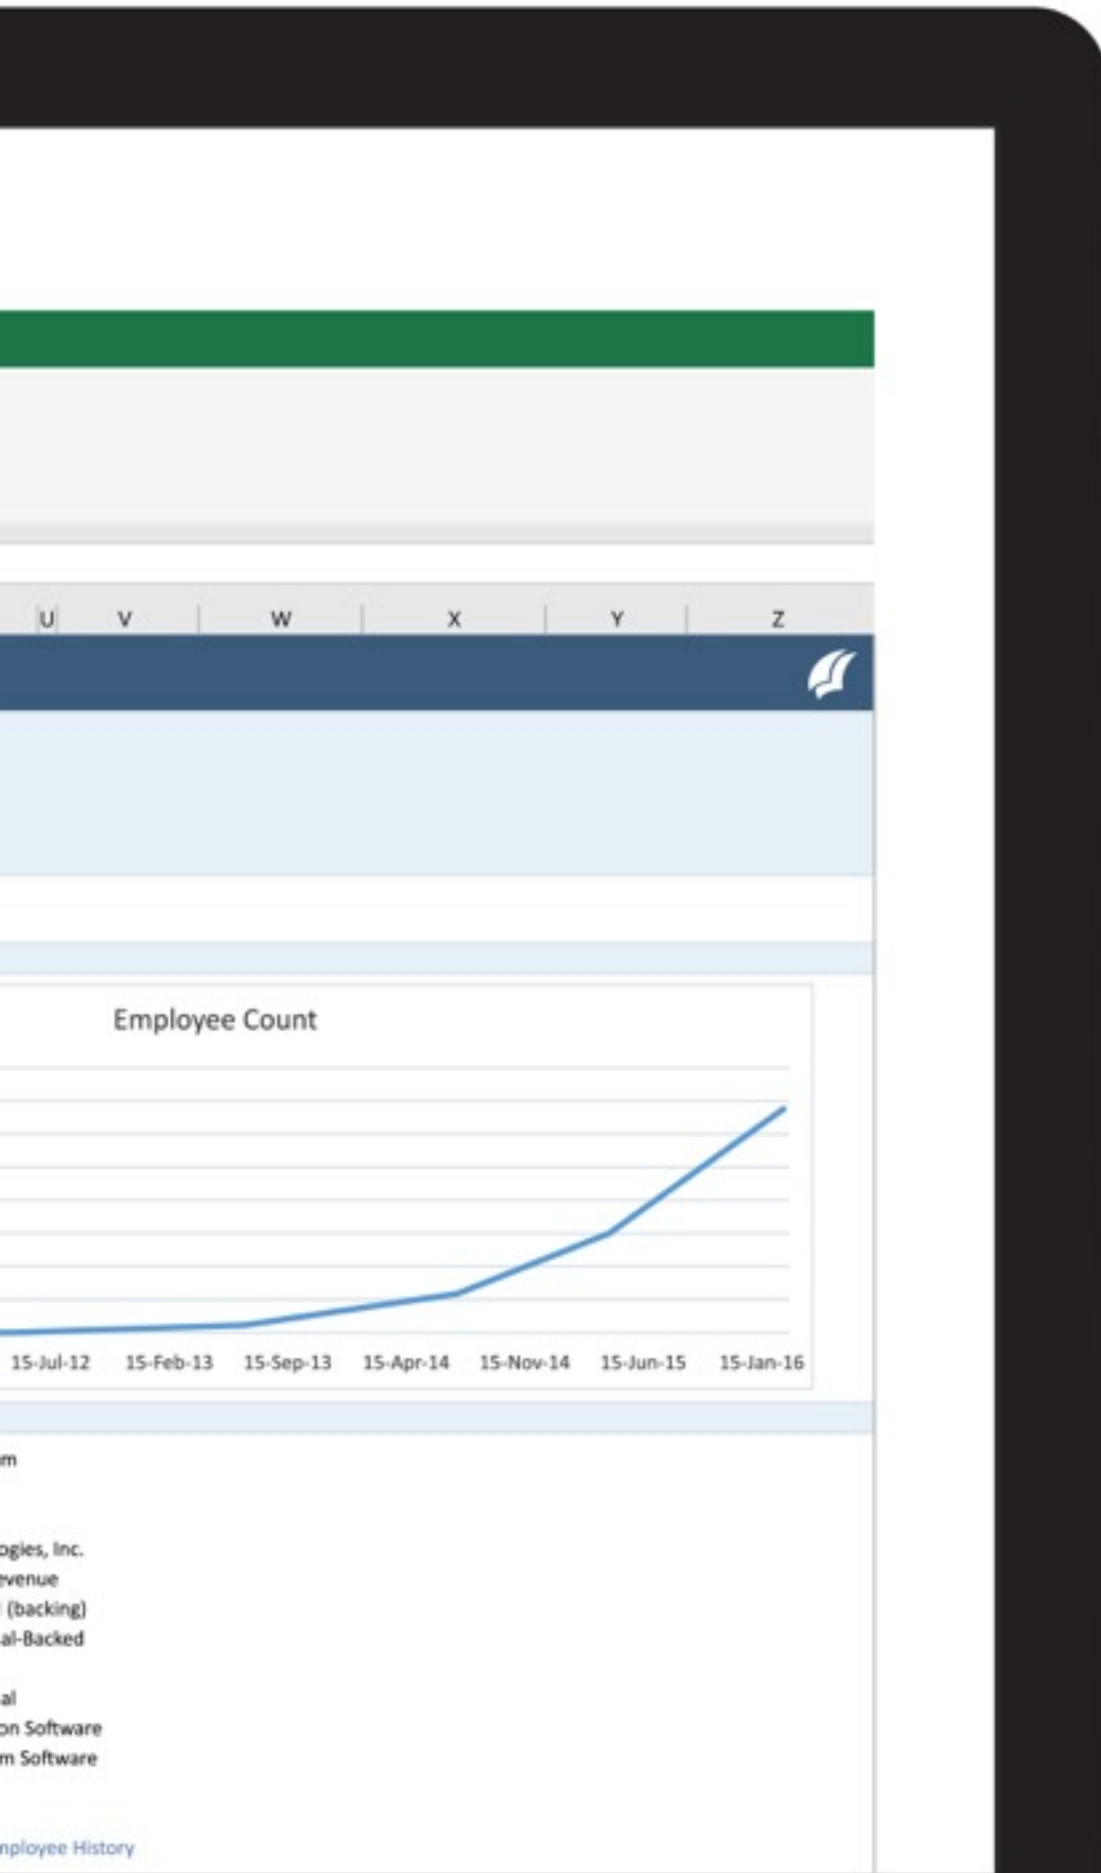 U V W X Y Z
Employee Count
15-Jul-12 15-Feb-13 15-Sep-13 15-Apr-14 15-Nov-14 15-Jun-15 15-Jan-16
m
ogies, Inc.
evenue
(backing)
al-Backed
al
on Software
m Software
mployee History